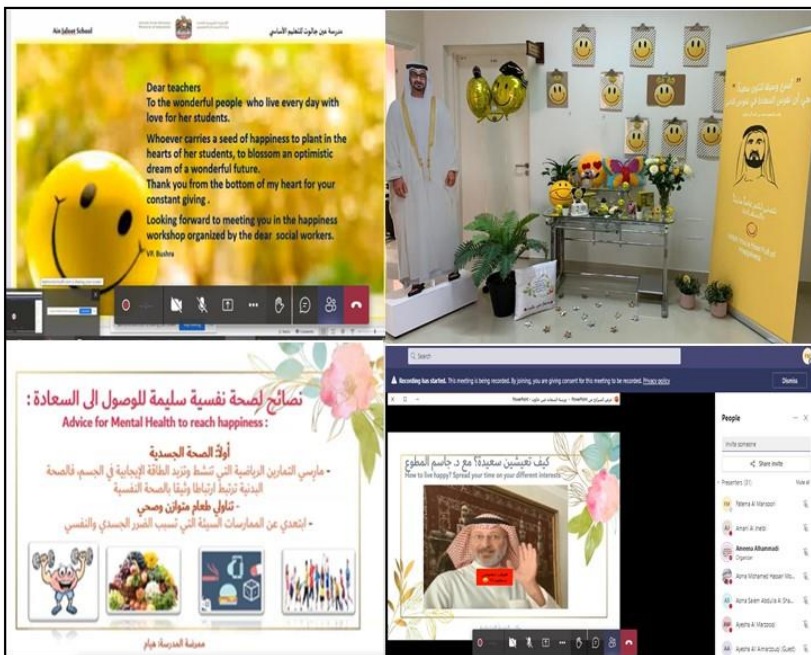 Ain Jaloot School
مدرسة عين جالوت للتعليم الأساسي
Dear teachers
To the wonderful people who live every day with
love for her students.
Whoever carries a seed of happiness to plant in the
hearts of her students, to blossom an optimistic
dream of a wonderful future.
Thank you from the bottom of my heart for your
constant giving .
Looking forward to meeting you in the happiness
workshop organized by the dear social workers.
VP. Bushra
نصائح لصحة نفسية سليمة للوصول الى السعادة :
Advice for Mental Health to reach happiness :
أولاً: الصحة الجسدية
- مارسي التمارين الرياضية التي تنشط وتزيد الطاقة الإيجابية في الجسم، فالصحة
البدنية ترتبط ارتباطا وثيقا بالصحة النفسية
- تناولي طعام متوازن وصحي
- ابتعدي عن الممارسات السيئة التي تسبب الضرر الجسدي والنفسي
ممرضة المدرسة: هيام
Search
Recording has started. This meeting is being recorded. By joining, you are giving consent for this meeting to be recorded. Privacy policy
Dismiss
كيف تعيشين سعيدة؟ مع د. جاسم المطوع
How to live happy? Spread your time on your different interests
People
Invite someone
Share invite
Presenters (31)
Mute all
Fatema Al Mansoori
Amani Al
Ameena Alhammadi
Organizer
Azna Mohamed Hassan Mo...
Azna Salem Abdulla Al Sha...
Ayesha Al Marzooqi
Ayesha Al Almarzouqi (Guest)